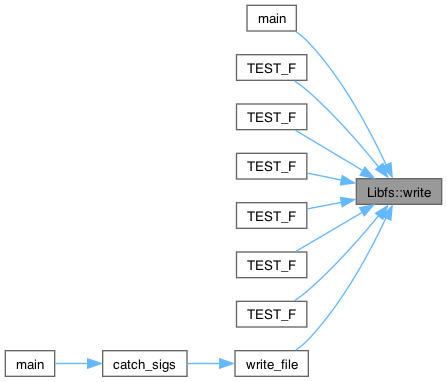 main
TEST_F
TEST_F
TEST_F
Libfs::write
TEST_F
TEST_F
TEST_F
main
catch_sigs
write_file